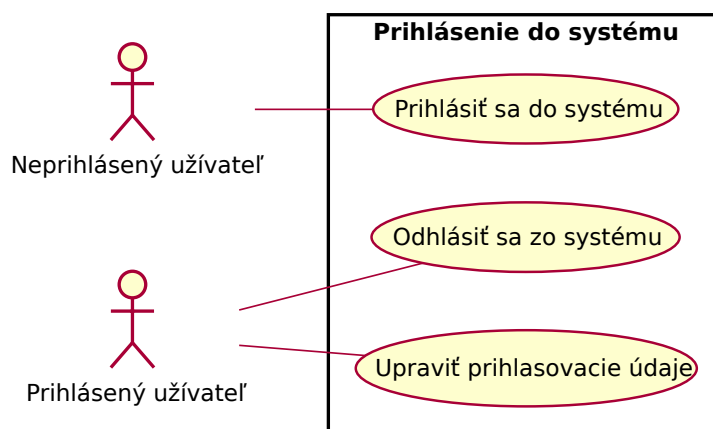 Prihlásenie do systému
Prihlásiť sa do systému
Neprihlásený užívateľ
Odhlásiť sa zo systému
Upraviť prihlasovacie údaje
Prihlásený užívateľ